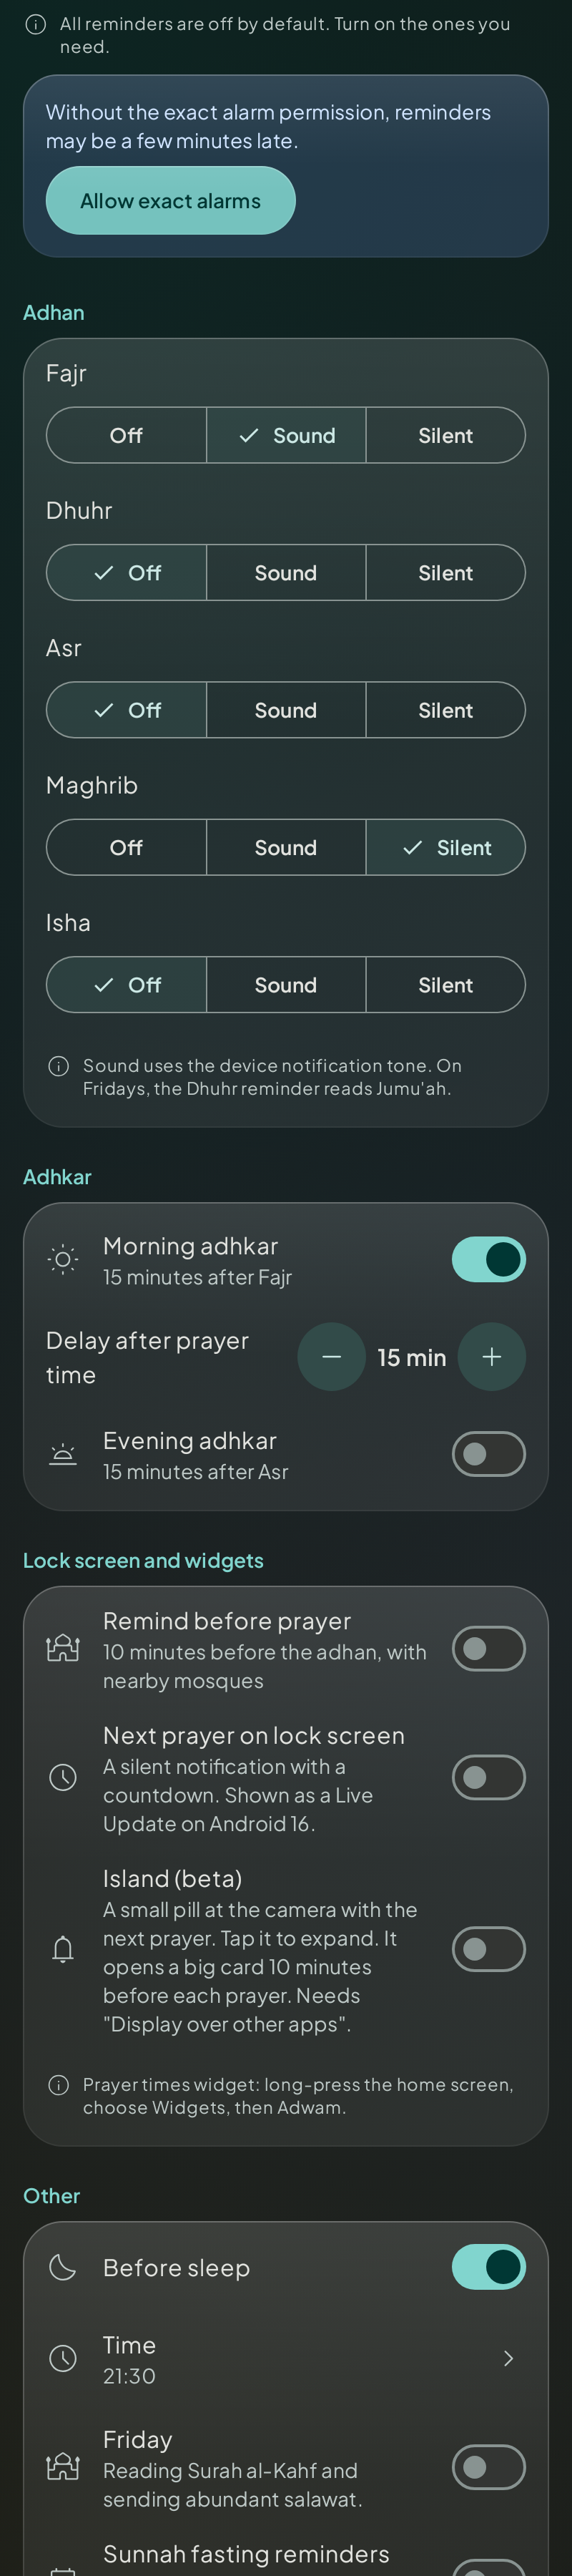 All reminders are off by default. Turn on the ones you
need.
Without the exact alarm permission, reminders
may be a few minutes late.
Allow exact alarms
Adhan
Fajr
Off
Sound
Silent
Dhuhr
Off
Sound
Silent
Asr
Off
Sound
Silent
Maghrib
Off
Sound
Silent
Isha
Off
Sound
Silent
Sound uses the device notification tone. On
Fridays, the Dhuhr reminder reads Jumu'ah.
Adhkar
Morning adhkar
15 minutes after Fajr
Delay after prayer
time
15 min
Evening adhkar
15 minutes after Asr
Lock screen and widgets
Remind before prayer
10 minutes before the adhan, with
nearby mosques
Next prayer on lock screen
A silent notification with a
countdown. Shown as a Live
Update on Android 16.
Island (beta)
A small pill at the camera with the
next prayer. Tap it to expand. It
opens a big card 10 minutes
before each prayer. Needs
"Display over other apps".
Prayer times widget: long-press the home screen,
choose Widgets, then Adwam.
Other
Before sleep
Time
21:30
Friday
Reading Surah al-Kahf and
sending abundant salawat.
Sunnah fasting reminders